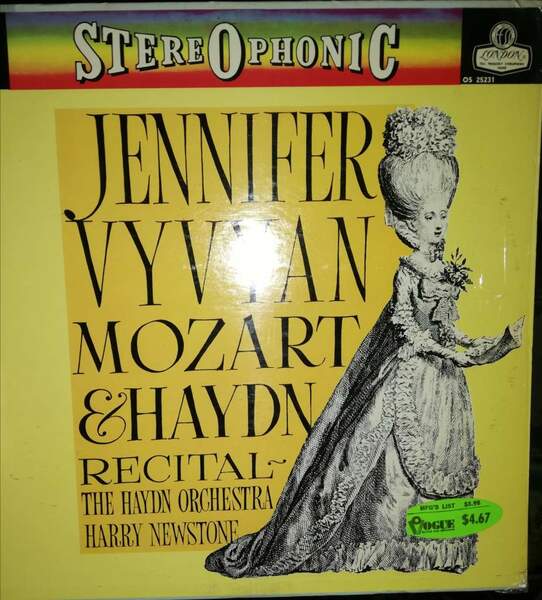 STEREOPHONIC
LONDON
OS 25231
JENNIFER
VYVYAN
MOZART
& HAYDN
RECITAL~
THE HAYDN ORCHESTRA
HARRY NEWSTONE
MFG'S LIST $5.98
VOGUE $4.67